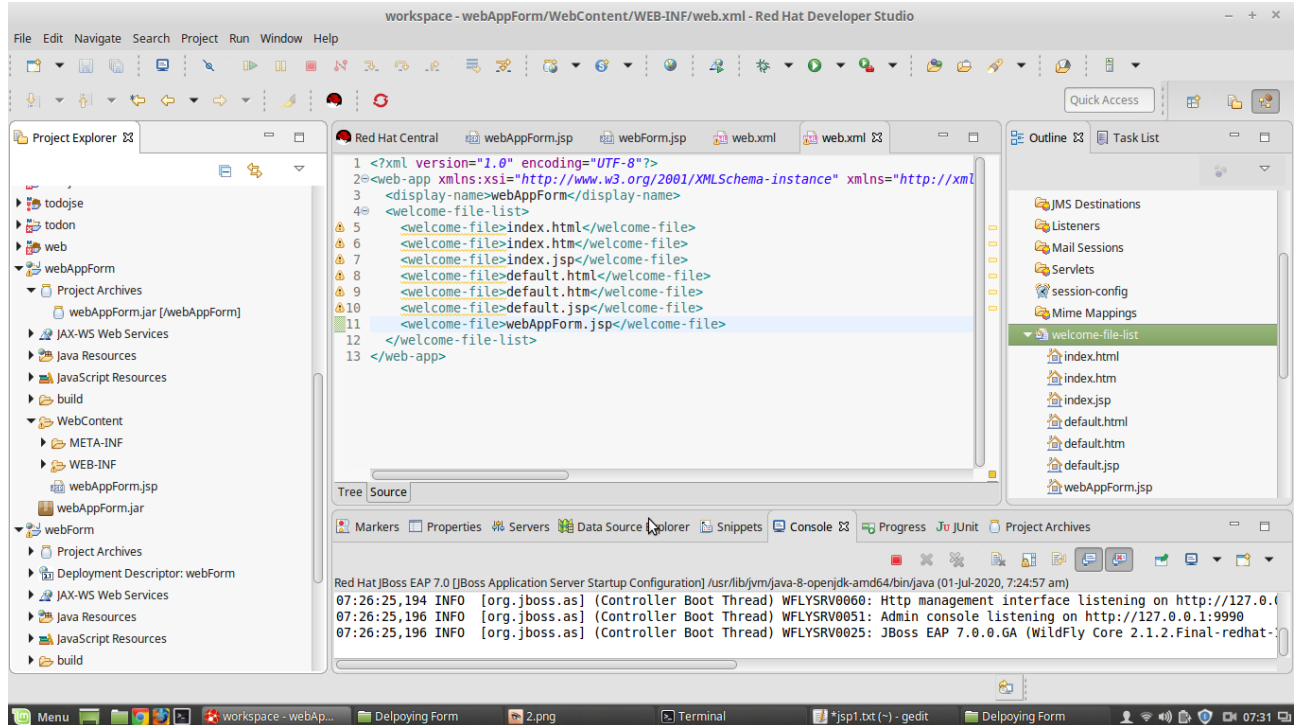 workspace - webAppForm/WebContent/WEB-INF/web.xml - Red Hat Developer Studio
File Edit Navigate Search Project Run Window Help
Quick Access
Project Explorer
todojse
todon
web
webAppForm
Project Archives
webAppForm.jar [/webAppForm]
JAX-WS Web Services
Java Resources
JavaScript Resources
build
WebContent
META-INF
WEB-INF
webAppForm.jsp
webAppForm.jar
webForm
Project Archives
Deployment Descriptor: webForm
JAX-WS Web Services
Java Resources
JavaScript Resources
build
Red Hat Central webAppForm.jsp webForm.jsp web.xml web.xml
1 <?xml version="1.0" encoding="UTF-8"?>
2 <web-app xmlns:xsi="http://www.w3.org/2001/XMLSchema-instance" xmlns="http://xml
3 <display-name>webAppForm</display-name>
4 <welcome-file-list>
5 <welcome-file>index.html</welcome-file>
6 <welcome-file>index.htm</welcome-file>
7 <welcome-file>index.jsp</welcome-file>
8 <welcome-file>default.html</welcome-file>
9 <welcome-file>default.htm</welcome-file>
10 <welcome-file>default.jsp</welcome-file>
11 <welcome-file>webAppForm.jsp</welcome-file>
12 </welcome-file-list>
13 </web-app>
Tree Source
Outline Task List
JMS Destinations
Listeners
Mail Sessions
Servlets
session-config
Mime Mappings
welcome-file-list
index.html
index.htm
index.jsp
default.html
default.htm
default.jsp
webAppForm.jsp
Markers Properties Servers Data Source Explorer Snippets Console Progress JUnit Project Archives
Red Hat JBoss EAP 7.0 [JBoss Application Server Startup Configuration] /usr/lib/jvm/java-8-openjdk-amd64/bin/java (01-Jul-2020, 7:24:57 am)
07:26:25,194 INFO [org.jboss.as] (Controller Boot Thread) WFLYSRV0060: Http management interface listening on http://127.0.
07:26:25,196 INFO [org.jboss.as] (Controller Boot Thread) WFLYSRV0051: Admin console listening on http://127.0.0.1:9990
07:26:25,196 INFO [org.jboss.as] (Controller Boot Thread) WFLYSRV0025: JBoss EAP 7.0.0.GA (WildFly Core 2.1.2.Final-redhat-
Menu workspace - webAp... Delpoying Form 2.png Terminal *jsp1.txt (~) - gedit Delpoying Form 07:31